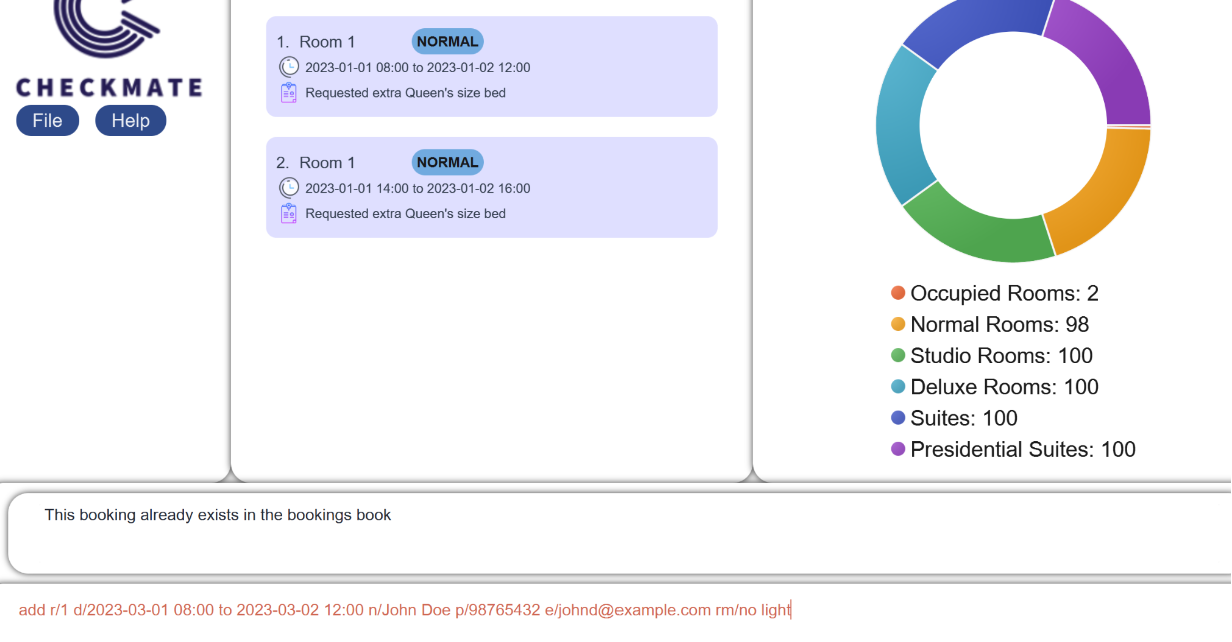 CHECKMATE
File Help
1. Room 1 NORMAL
2023-01-01 08:00 to 2023-01-02 12:00
Requested extra Queen's size bed
2. Room 1 NORMAL
2023-01-01 14:00 to 2023-01-02 16:00
Requested extra Queen's size bed
Occupied Rooms: 2
Normal Rooms: 98
Studio Rooms: 100
Deluxe Rooms: 100
Suites: 100
Presidential Suites: 100
This booking already exists in the bookings book
add r/1 d/2023-03-01 08:00 to 2023-03-02 12:00 n/John Doe p/98765432 e/johnd@example.com rm/no light